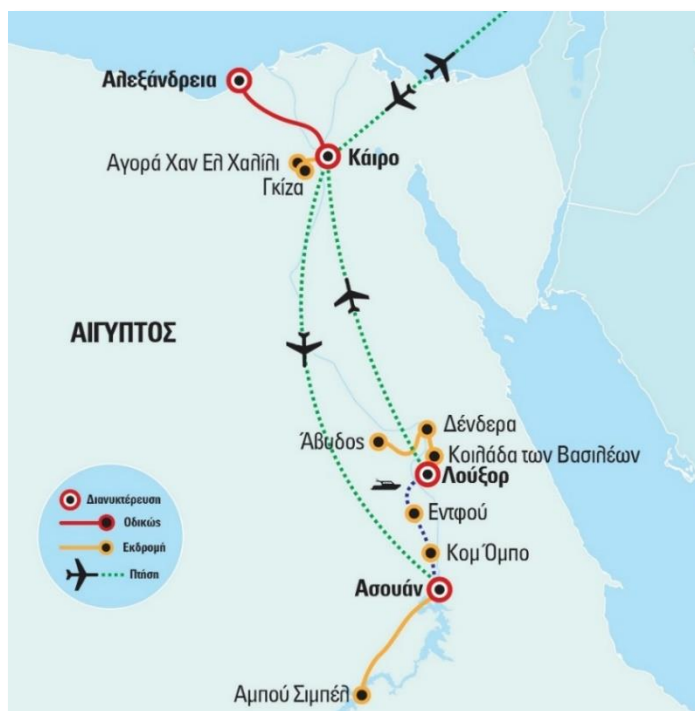 Αλεξάνδρεια
Κάιρο
Αγορά Χαν Ελ Χαλίλι
Γκίζα
ΑΙΓΥΠΤΟΣ
Δένδερα
Άβυδος
Κοιλάδα των Βασιλέων
Λούξορ
Εντφού
Κομ Όμπο
Ασουάν
Αμπού Σιμπέλ
Διανυκτέρευση
Οδικώς
Εκδρομή
Πτήση